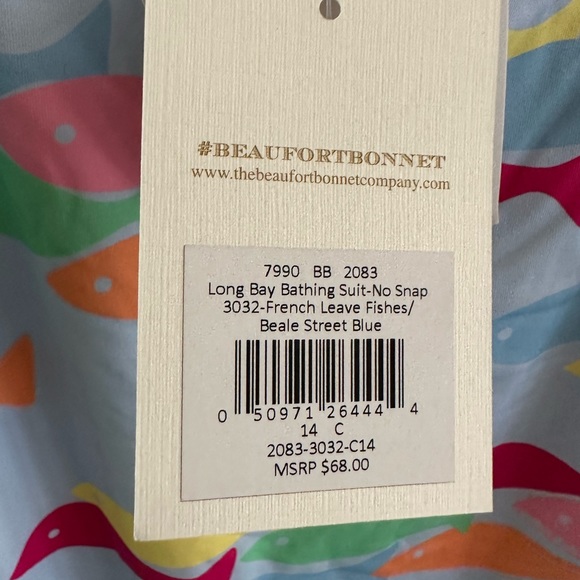 #BEAUFORTBONNET
www.thebeaufortbonnetcompany.com
7990 BB 2083
Long Bay Bathing Suit-No Snap
3032-French Leave Fishes/
Beale Street Blue
0 50971 26444 4
14 C
2083-3032-C14
MSRP $68.00